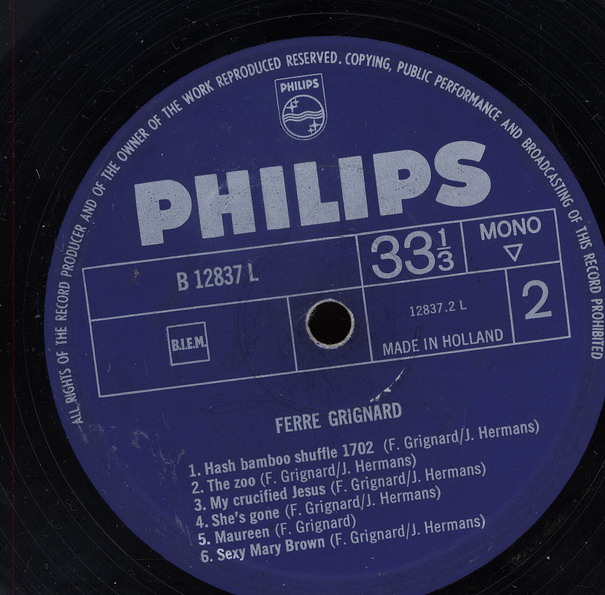 ALL RIGHTS OF THE RECORD PRODUCER AND OF THE OWNER OF THE WORK REPRODUCED RESERVED. COPYING, PUBLIC PERFORMANCE AND BROADCASTING OF THIS RECORD PROHIBITED
PHILIPS
PHILIPS
B 12837 L
33 1/3
MONO
B.I.E.M.
12837.2 L
2
MADE IN HOLLAND
FERRE GRIGNARD
1. Hash bamboo shuffle 1702 (F. Grignard/J. Hermans)
2. The zoo (F. Grignard/J. Hermans)
3. My crucified Jesus (F. Grignard/J. Hermans)
4. She's gone (F. Grignard/J. Hermans)
5. Maureen (F. Grignard)
6. Sexy Mary Brown (F. Grignard/J. Hermans)